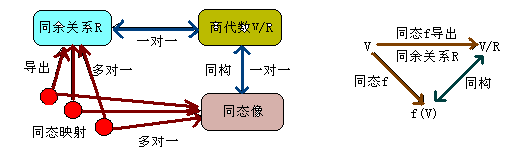 同余关系R
商代数V/R
一对一
导出
多对一
同构
一对一
同态像
同态映射
多对一
同态f导出
V
V/R
同余关系R
同态f
同构
f(V)